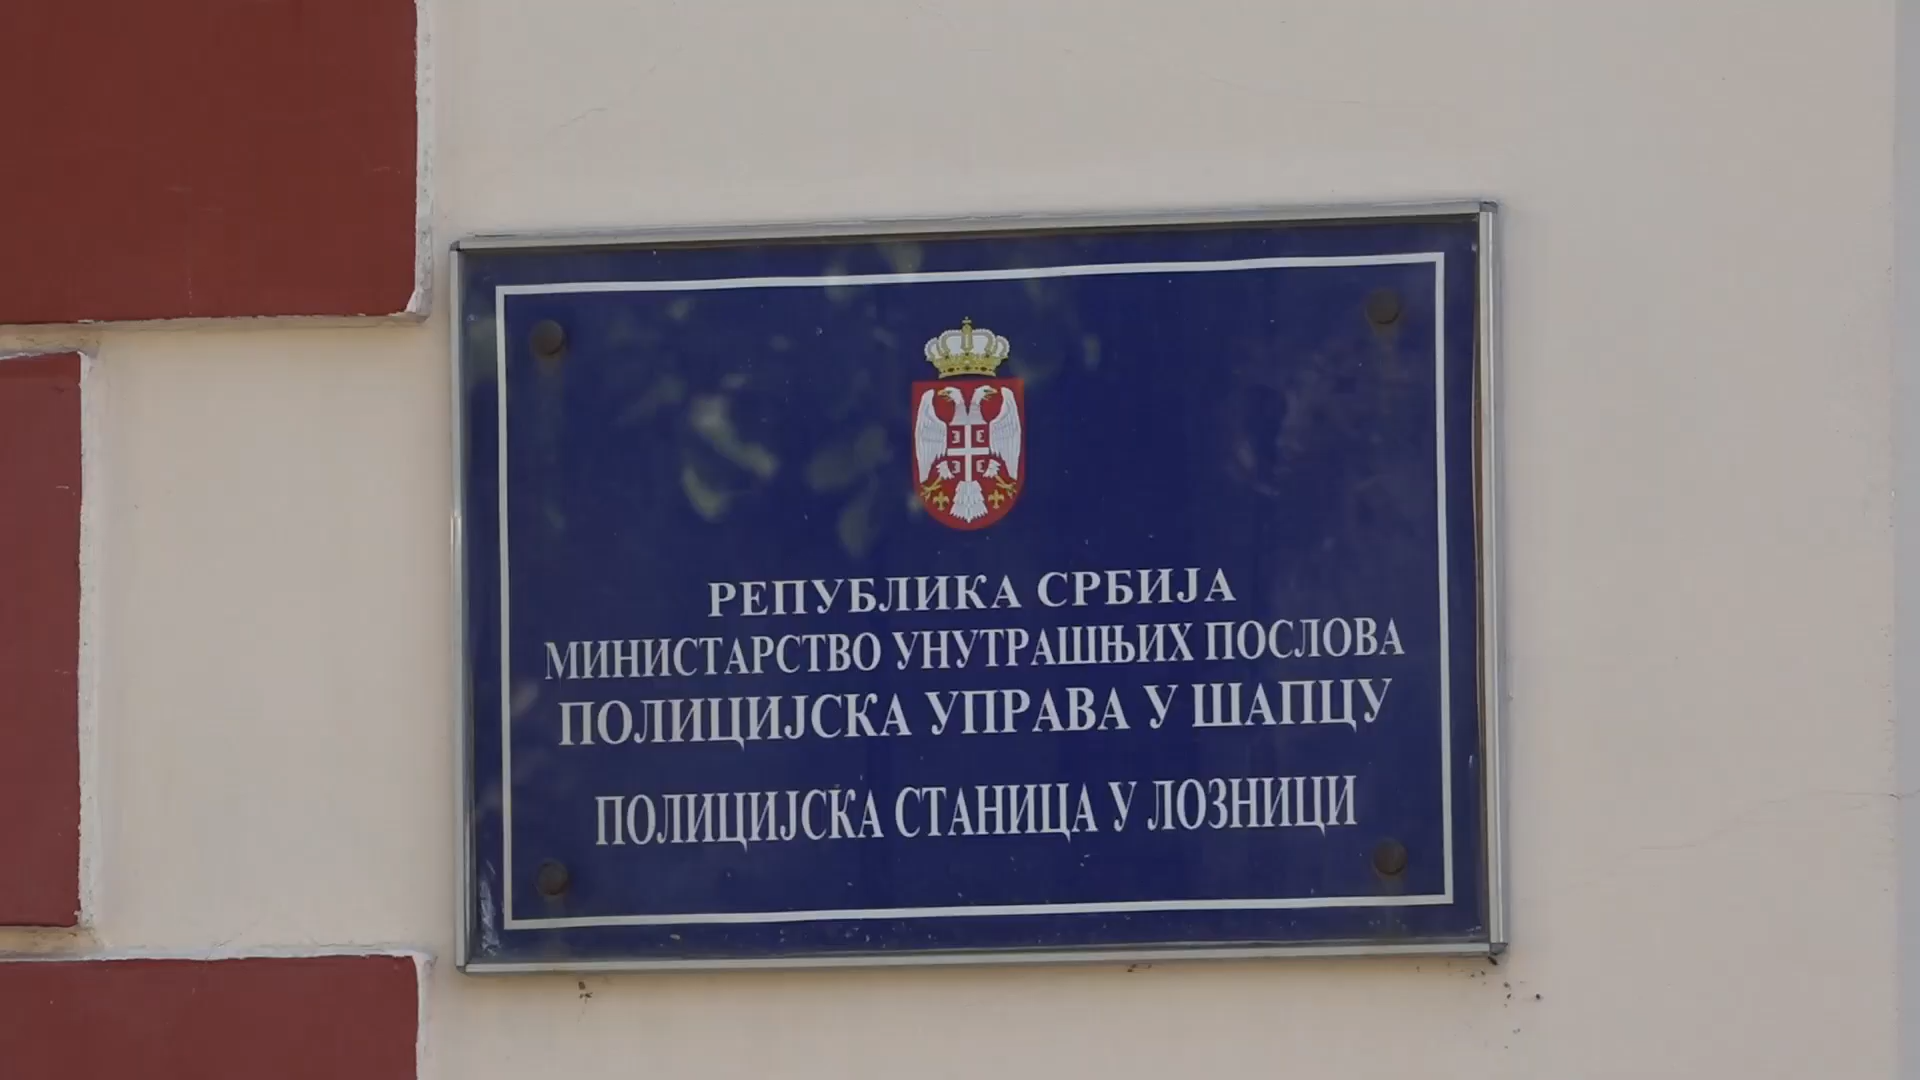 РЕПУБЛИКА СРБИЈА
МИНИСТАРСТВО УНУТРАШЊИХ ПОСЛОВА
ПОЛИЦИЈСКА УПРАВА У ШАПЦУ
ПОЛИЦИЈСКА СТАНИЦА У ЛОЗНИЦИ